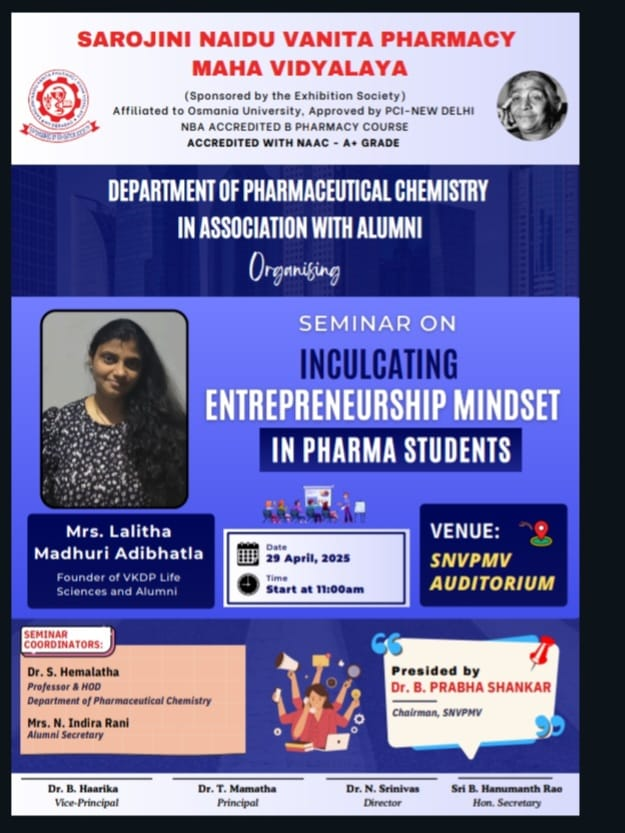 SAROJINI NAIDU VANITA PHARMACY
MAHA VIDYALAYA
(Sponsored by the Exhibition Society)
Affiliated to Osmania University, Approved by PCI-NEW DELHI
NBA ACCREDITED B PHARMACY COURSE
ACCREDITED WITH NAAC - A+ GRADE
DEPARTMENT OF PHARMACEUTICAL CHEMISTRY
IN ASSOCIATION WITH ALUMNI
Organising
SEMINAR ON
INCULCATING
ENTREPRENEURSHIP MINDSET
IN PHARMA STUDENTS
Mrs. Lalitha
Madhuri Adibhatla
Founder of VKDP Life
Sciences and Alumni
Date
29 April, 2025
Time
Start at 11:00am
VENUE:
SNVPMV
AUDITORIUM
SEMINAR
COORDINATORS:
Dr. S. Hemalatha
Professor & HOD
Department of Pharmaceutical Chemistry
Mrs. N. Indira Rani
Alumni Secretary
Presided by
Dr. B. PRABHA SHANKAR
Chairman, SNVPMV
Dr. B. Haarika
Vice-Principal
Dr. T. Mamatha
Principal
Dr. N. Srinivas
Director
Sri B. Hanumanth Rao
Hon. Secretary